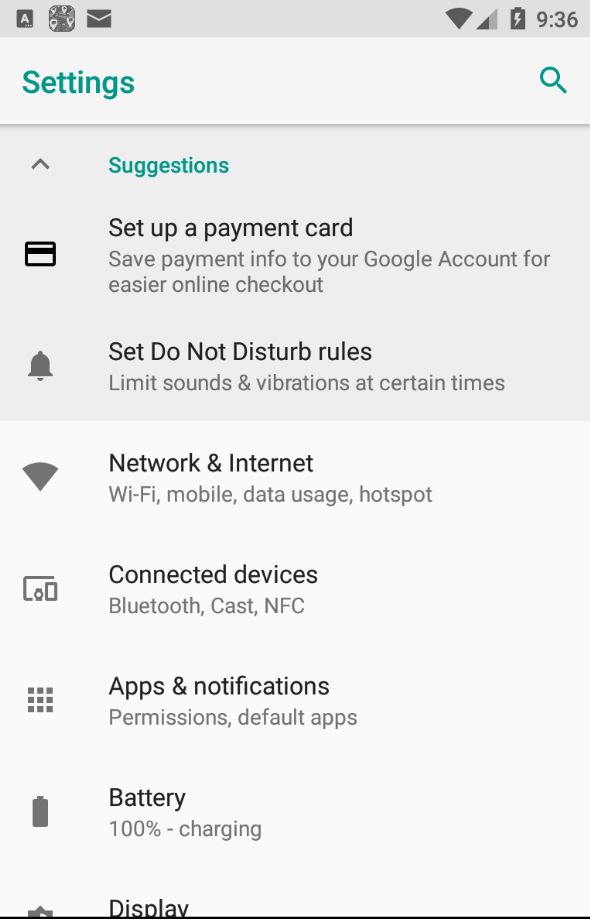 A
9:36
Settings
Suggestions
Set up a payment card
Save payment info to your Google Account for
easier online checkout
Set Do Not Disturb rules
Limit sounds & vibrations at certain times
Network & Internet
Wi-Fi, mobile, data usage, hotspot
Connected devices
Bluetooth, Cast, NFC
Apps & notifications
Permissions, default apps
Battery
100% - charging
Display